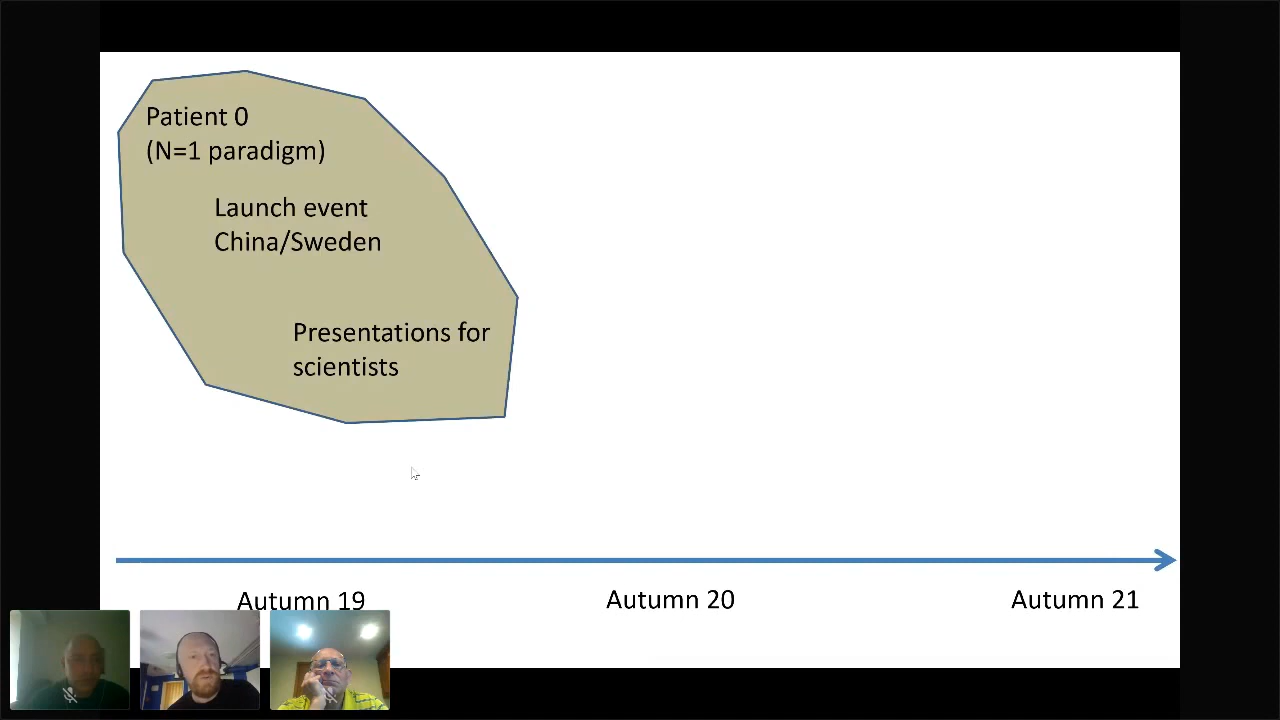 Patient 0
(N=1 paradigm)
Launch event
China/Sweden
Presentations for
scientists
Autumn 19
Autumn 20
Autumn 21